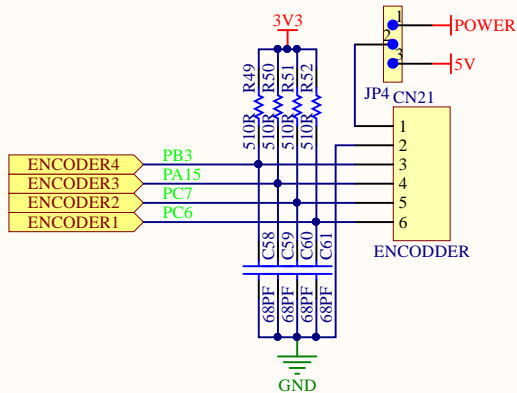 3V3
1
POWER
2
3
5V
JP4
CN21
R49
R50
R51
R52
510R
510R
510R
510R
1
2
ENCODER4
PB3
3
ENCODER3
PA15
4
ENCODER2
PC7
5
ENCODER1
PC6
6
ENCODDER
C58
C59
C60
C61
68PF
68PF
68PF
68PF
GND